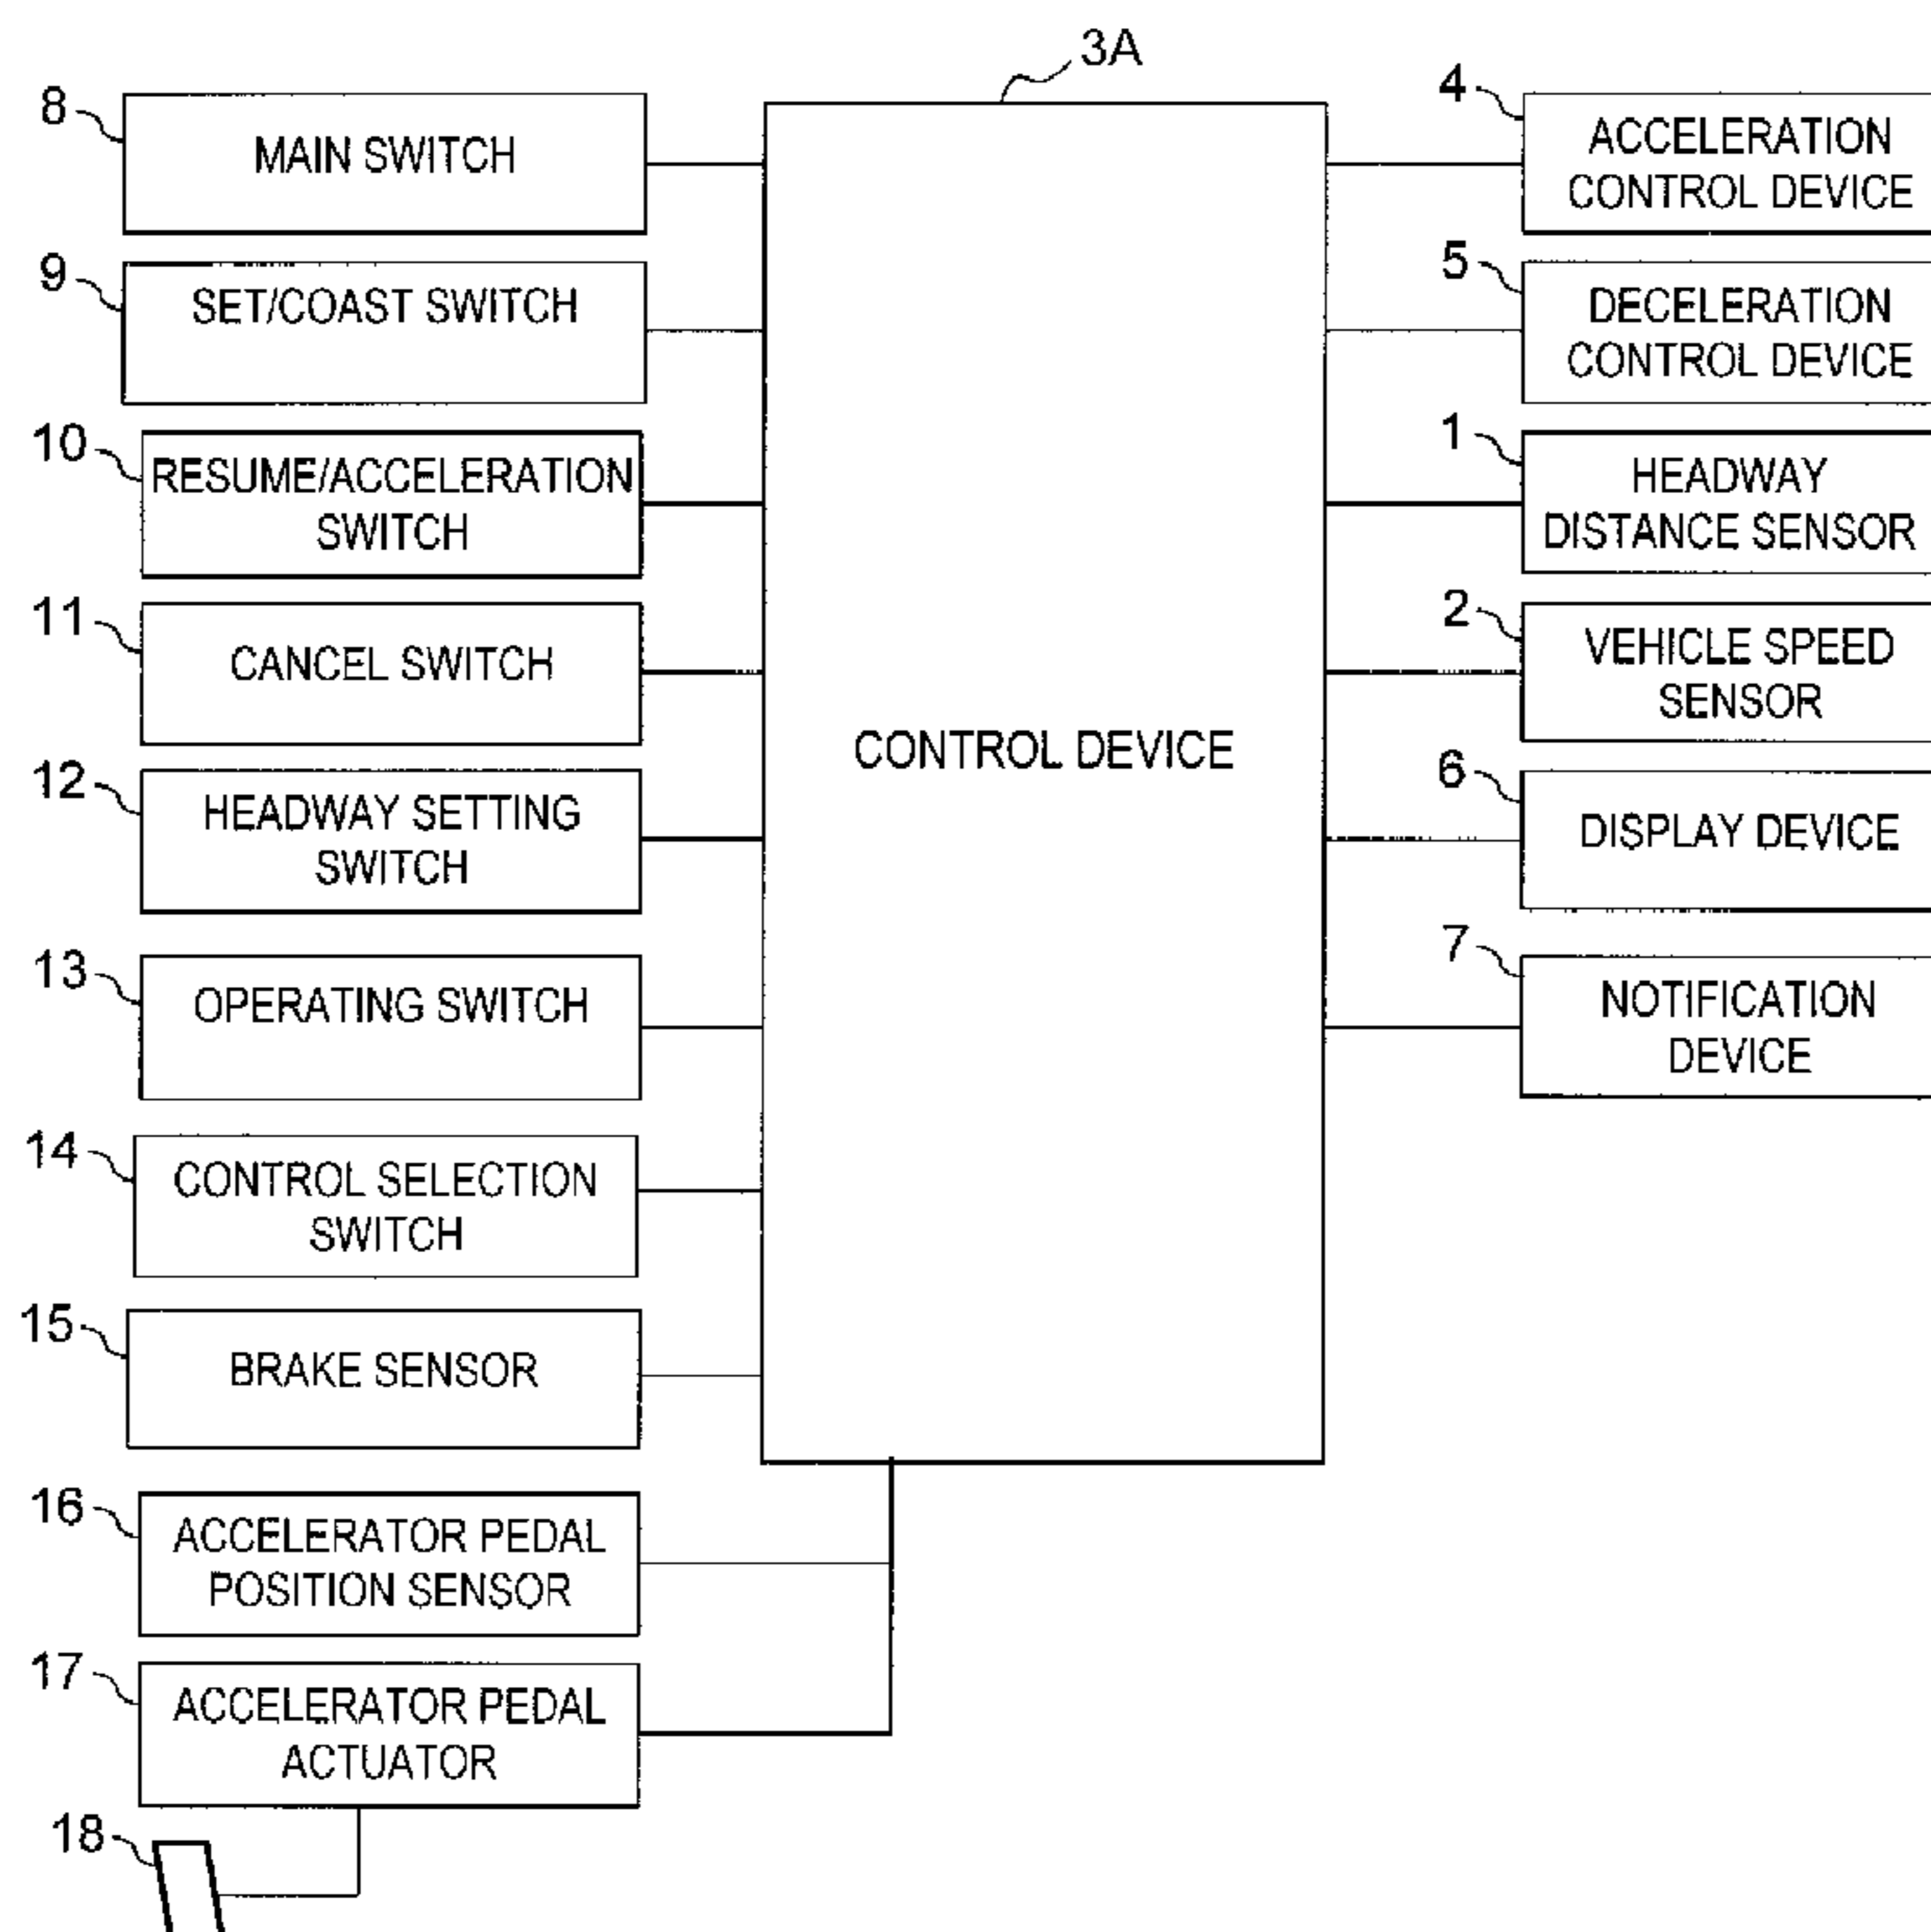 3A
8
MAIN SWITCH
9
SET/COAST SWITCH
10
RESUME/ACCELERATION
SWITCH
11
CANCEL SWITCH
12
HEADWAY SETTING
SWITCH
13
OPERATING SWITCH
14
CONTROL SELECTION
SWITCH
15
BRAKE SENSOR
16
ACCELERATOR PEDAL
POSITION SENSOR
17
ACCELERATOR PEDAL
ACTUATOR
18
CONTROL DEVICE
4
ACCELERATION
CONTROL DEVICE
5
DECELERATION
CONTROL DEVICE
1
HEADWAY
DISTANCE SENSOR
2
VEHICLE SPEED
SENSOR
6
DISPLAY DEVICE
7
NOTIFICATION
DEVICE